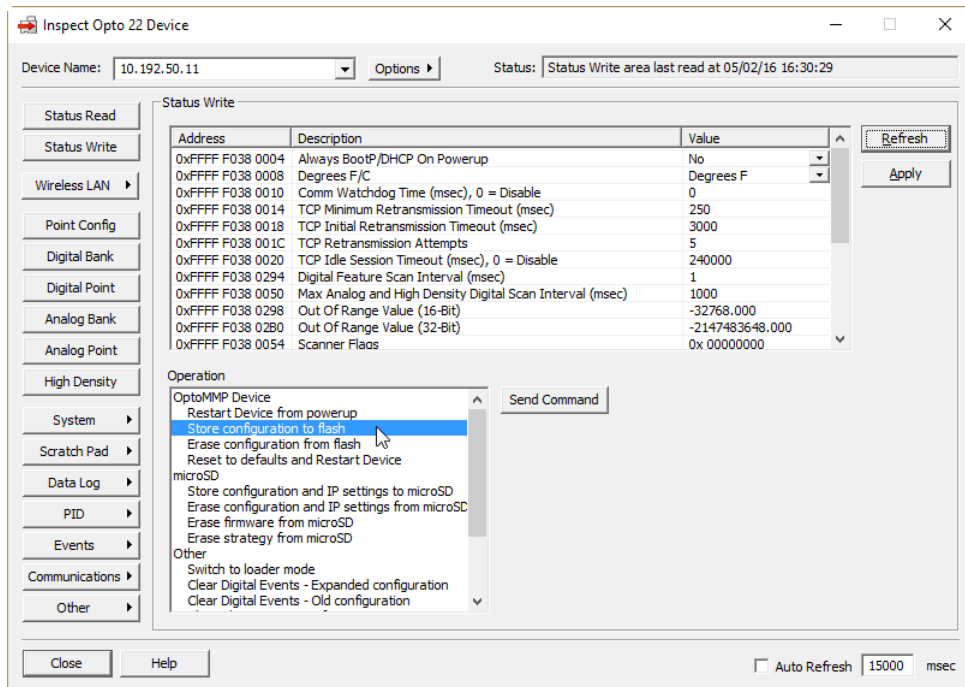 Inspect Opto 22 Device
Device Name: 10.192.50.11 Options Status: Status Write area last read at 05/02/16 16:30:29
Status Read
Status Write
Wireless LAN
Point Config
Digital Bank
Digital Point
Analog Bank
Analog Point
High Density
System
Scratch Pad
Data Log
PID
Events
Communications
Other
Status Write
Address Description Value
0xFFFF F038 0004 Always BootP/DHCP On Powerup No
0xFFFF F038 0008 Degrees F/C Degrees F
0xFFFF F038 0010 Comm Watchdog Time (msec), 0 = Disable 0
0xFFFF F038 0014 TCP Minimum Retransmission Timeout (msec) 250
0xFFFF F038 0018 TCP Initial Retransmission Timeout (msec) 3000
0xFFFF F038 001C TCP Retransmission Attempts 5
0xFFFF F038 0020 TCP Idle Session Timeout (msec), 0 = Disable 240000
0xFFFF F038 0294 Digital Feature Scan Interval (msec) 1
0xFFFF F038 0050 Max Analog and High Density Digital Scan Interval (msec) 1000
0xFFFF F038 0298 Out Of Range Value (16-Bit) -32768.000
0xFFFF F038 02B0 Out Of Range Value (32-Bit) -2147483648.000
0xFFFF F038 0054 Scanner Flags 0x 00000000
Refresh
Apply
Operation
OptoMMP Device
Restart Device from powerup
Store configuration to flash
Erase configuration from flash
Reset to defaults and Restart Device
microSD
Store configuration and IP settings to microSD
Erase configuration and IP settings from microSD
Erase firmware from microSD
Erase strategy from microSD
Other
Switch to loader mode
Clear Digital Events - Expanded configuration
Clear Digital Events - Old configuration
Send Command
Close Help Auto Refresh 15000 msec